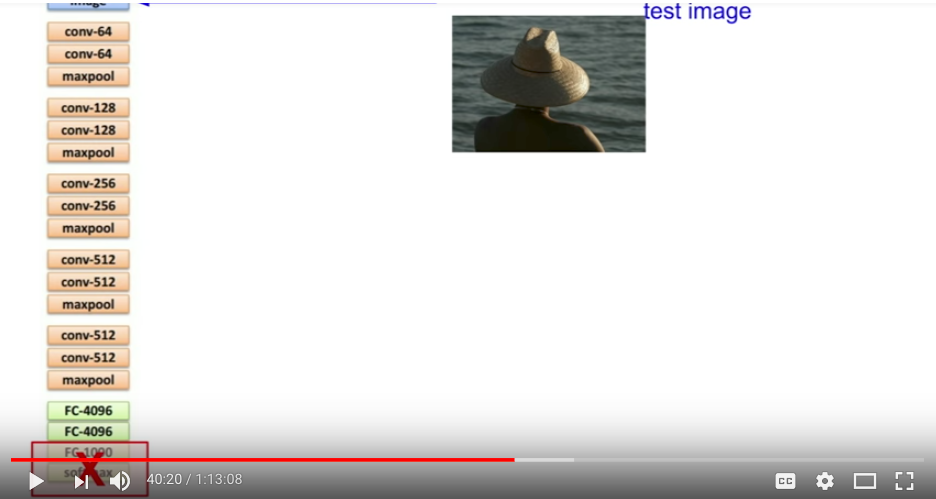 image
test image
conv-64
conv-64
maxpool
conv-128
conv-128
maxpool
conv-256
conv-256
maxpool
conv-512
conv-512
maxpool
conv-512
conv-512
maxpool
FC-4096
FC-4096
FC-1000
softmax
40:20 / 1:13:08
CC